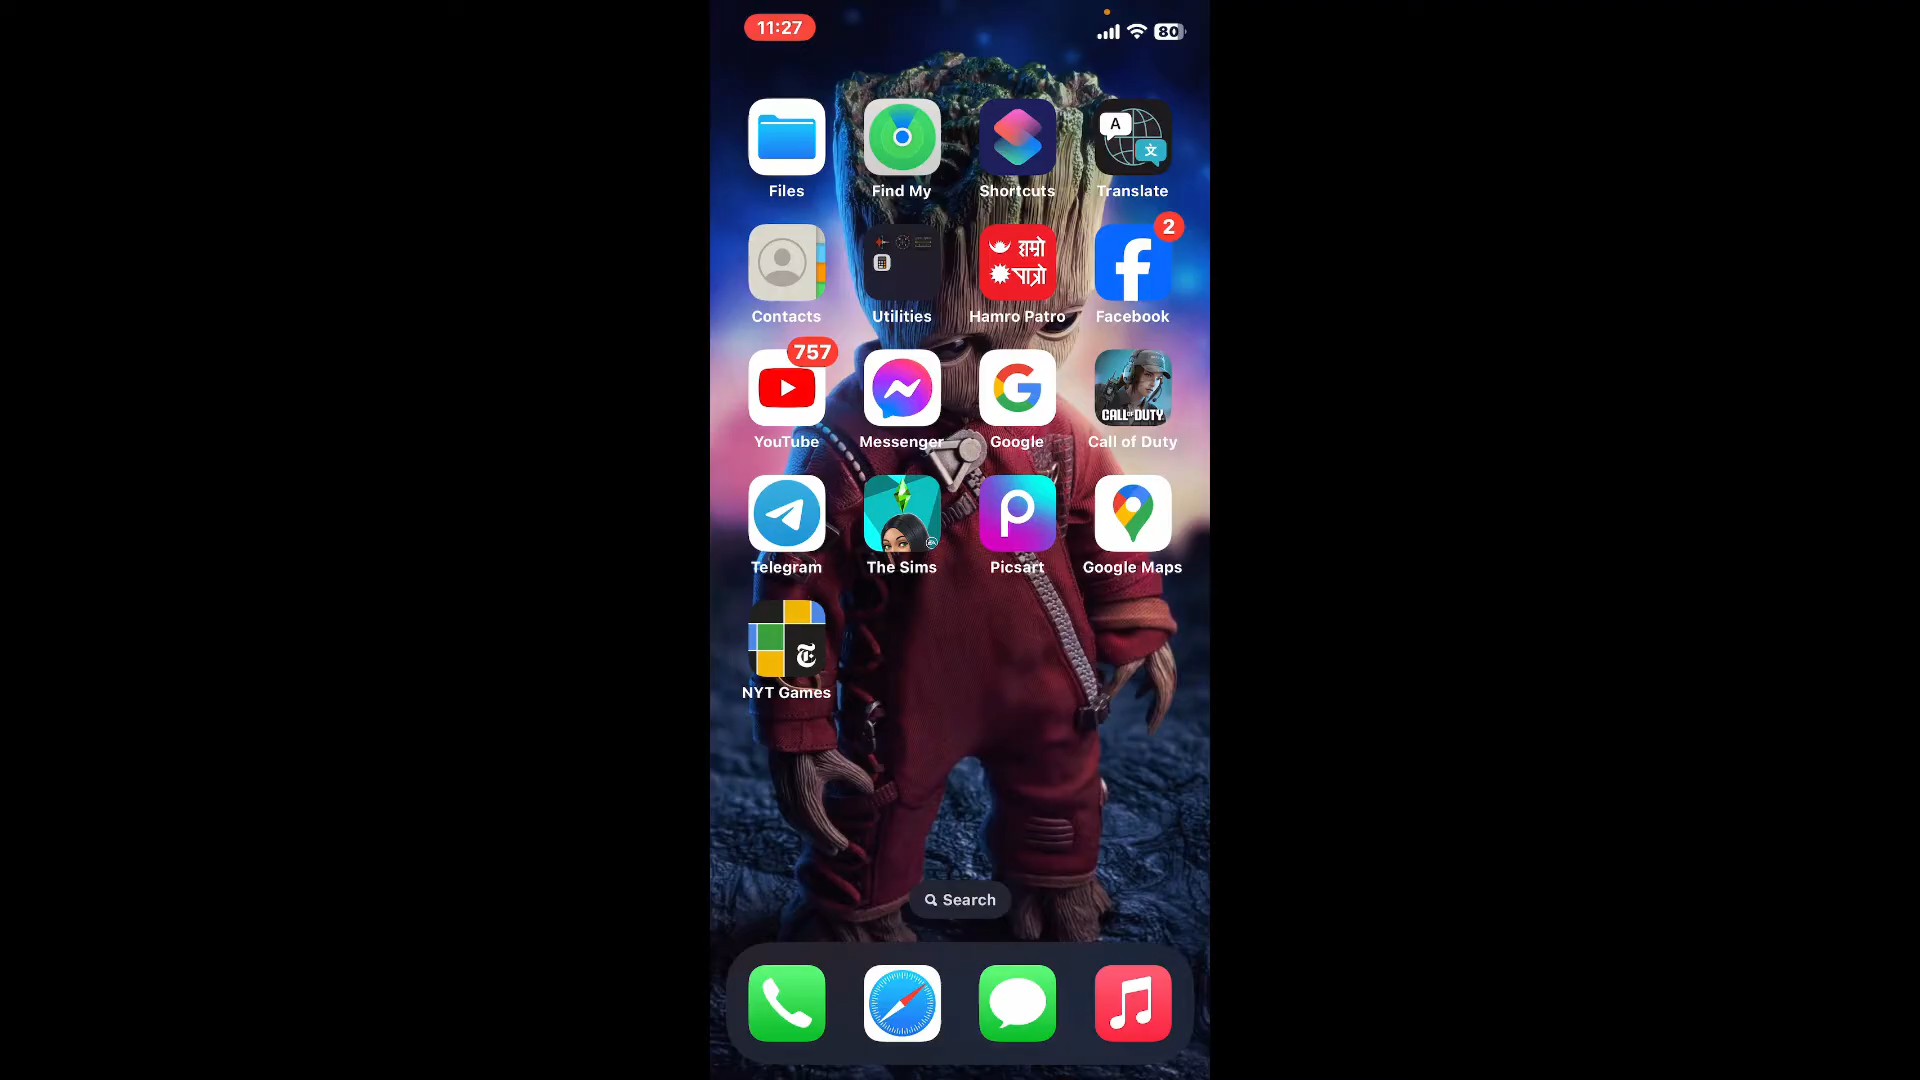 11:27
80
A
文
Files
Find My
Shortcuts
Translate
2
हाम्रो
पात्रो
Contacts
Utilities
Hamro Patro
Facebook
757
CALL OF DUTY
YouTube
Messenger
Google
Call of Duty
EA
Telegram
The Sims
Picsart
Google Maps
NYT Games
Search